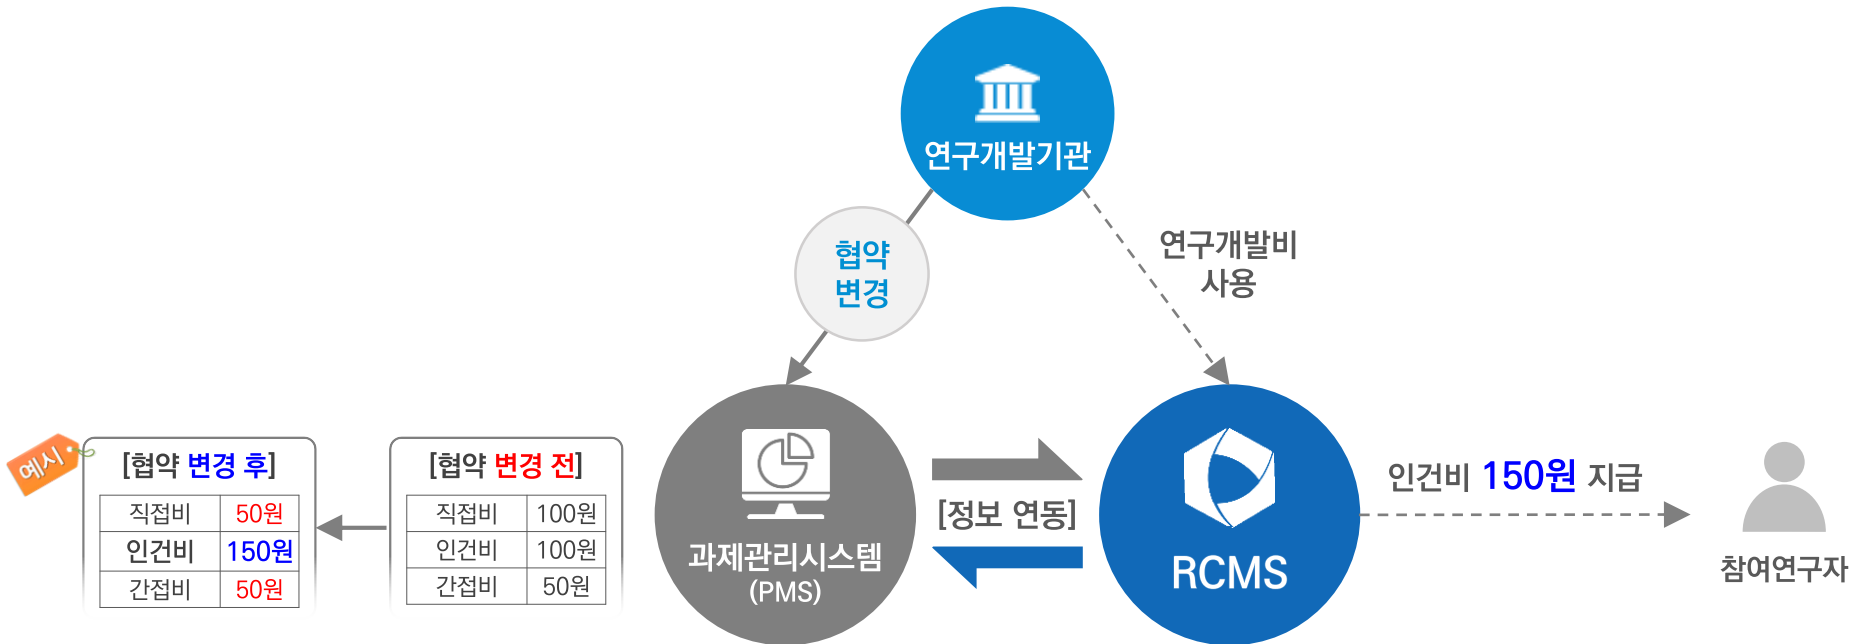 연구개발기관
협약
변경
연구개발비
사용
예시
[협약 변경 후]
직접비 50원
인건비 150원
간접비 50원
[협약 변경 전]
직접비 100원
인건비 100원
간접비 50원
과제관리시스템
(PMS)
[정보 연동]
RCMS
인건비 150원 지급
참여연구자